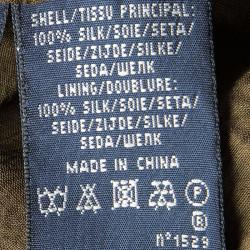 SHELL/TISSU PRINCIPAL:
100% SILK/SOIE/SETA/
SEIDE/ZIJDE/SILKE/
SEDA/ШЕЛК
LINING/DOUBLURE:
100% SILK/SOIE/SETA/
SEIDE/ZIJDE/SILKE/
SEDA/ШЕЛК
MADE IN CHINA
P
R
n°1529